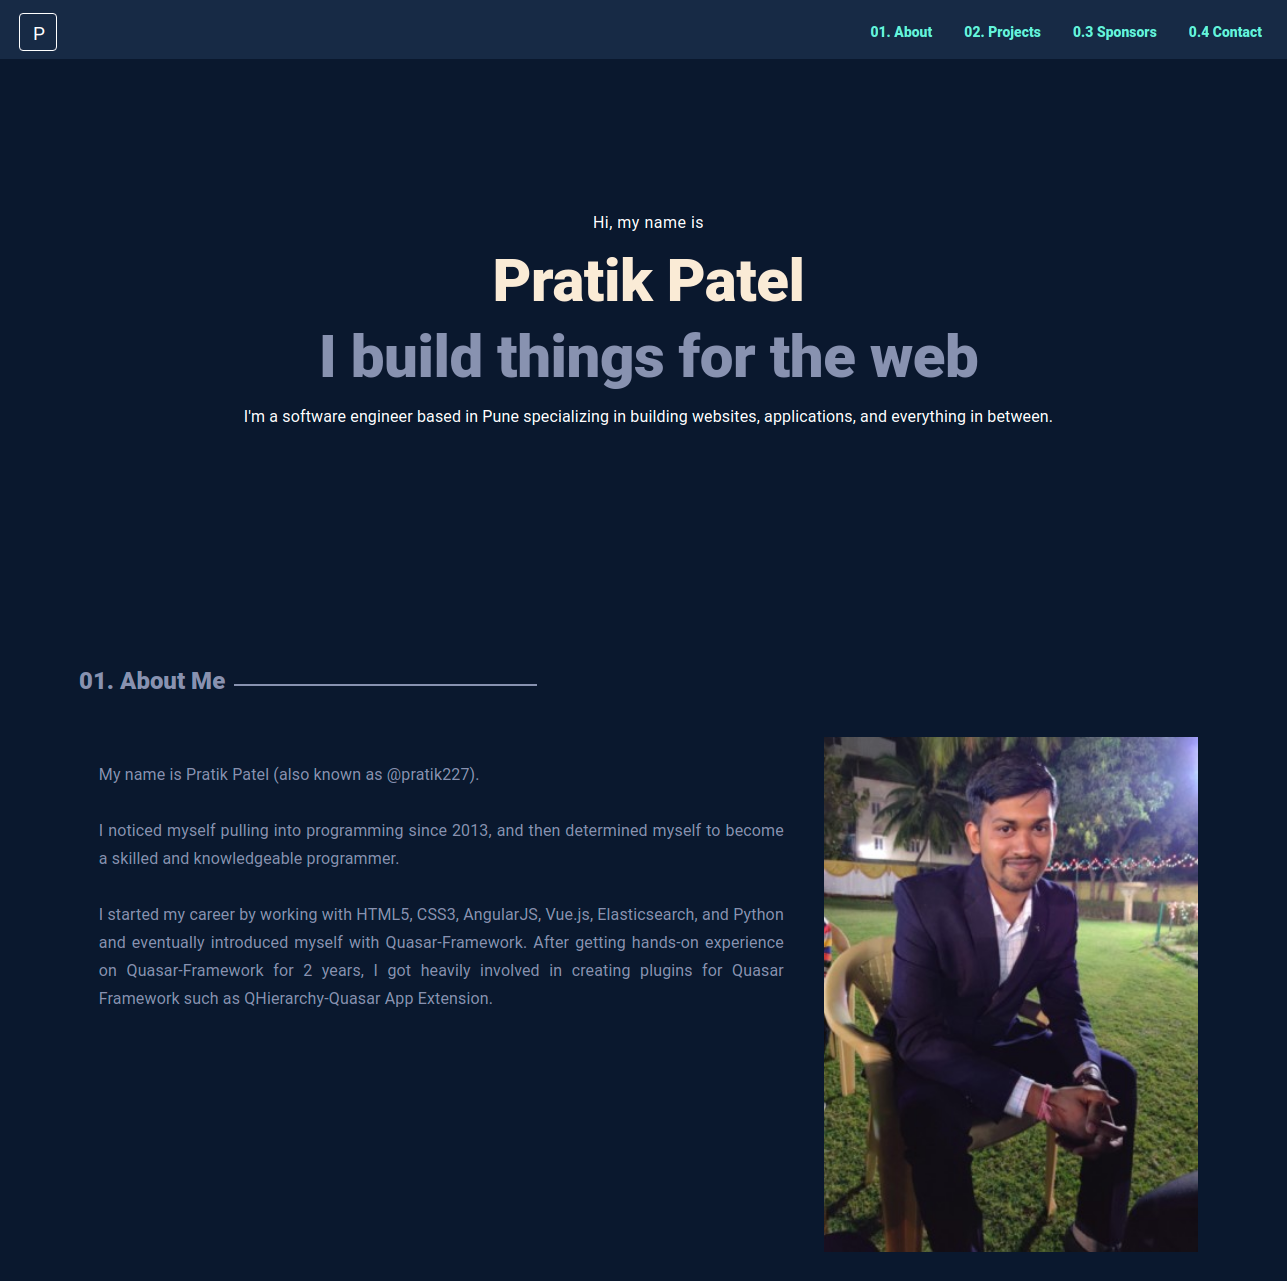 P
01. About
02. Projects
0.3 Sponsors
0.4 Contact
Hi, my name is
Pratik Patel
I build things for the web
I'm a software engineer based in Pune specializing in building websites, applications, and everything in between.
01. About Me
My name is Pratik Patel (also known as @pratik227).
I noticed myself pulling into programming since 2013, and then determined myself to become
a skilled and knowledgeable programmer.
I started my career by working with HTML5, CSS3, AngularJS, Vue.js, Elasticsearch, and Python
and eventually introduced myself with Quasar-Framework. After getting hands-on experience
on Quasar-Framework for 2 years, I got heavily involved in creating plugins for Quasar
Framework such as QHierarchy-Quasar App Extension.